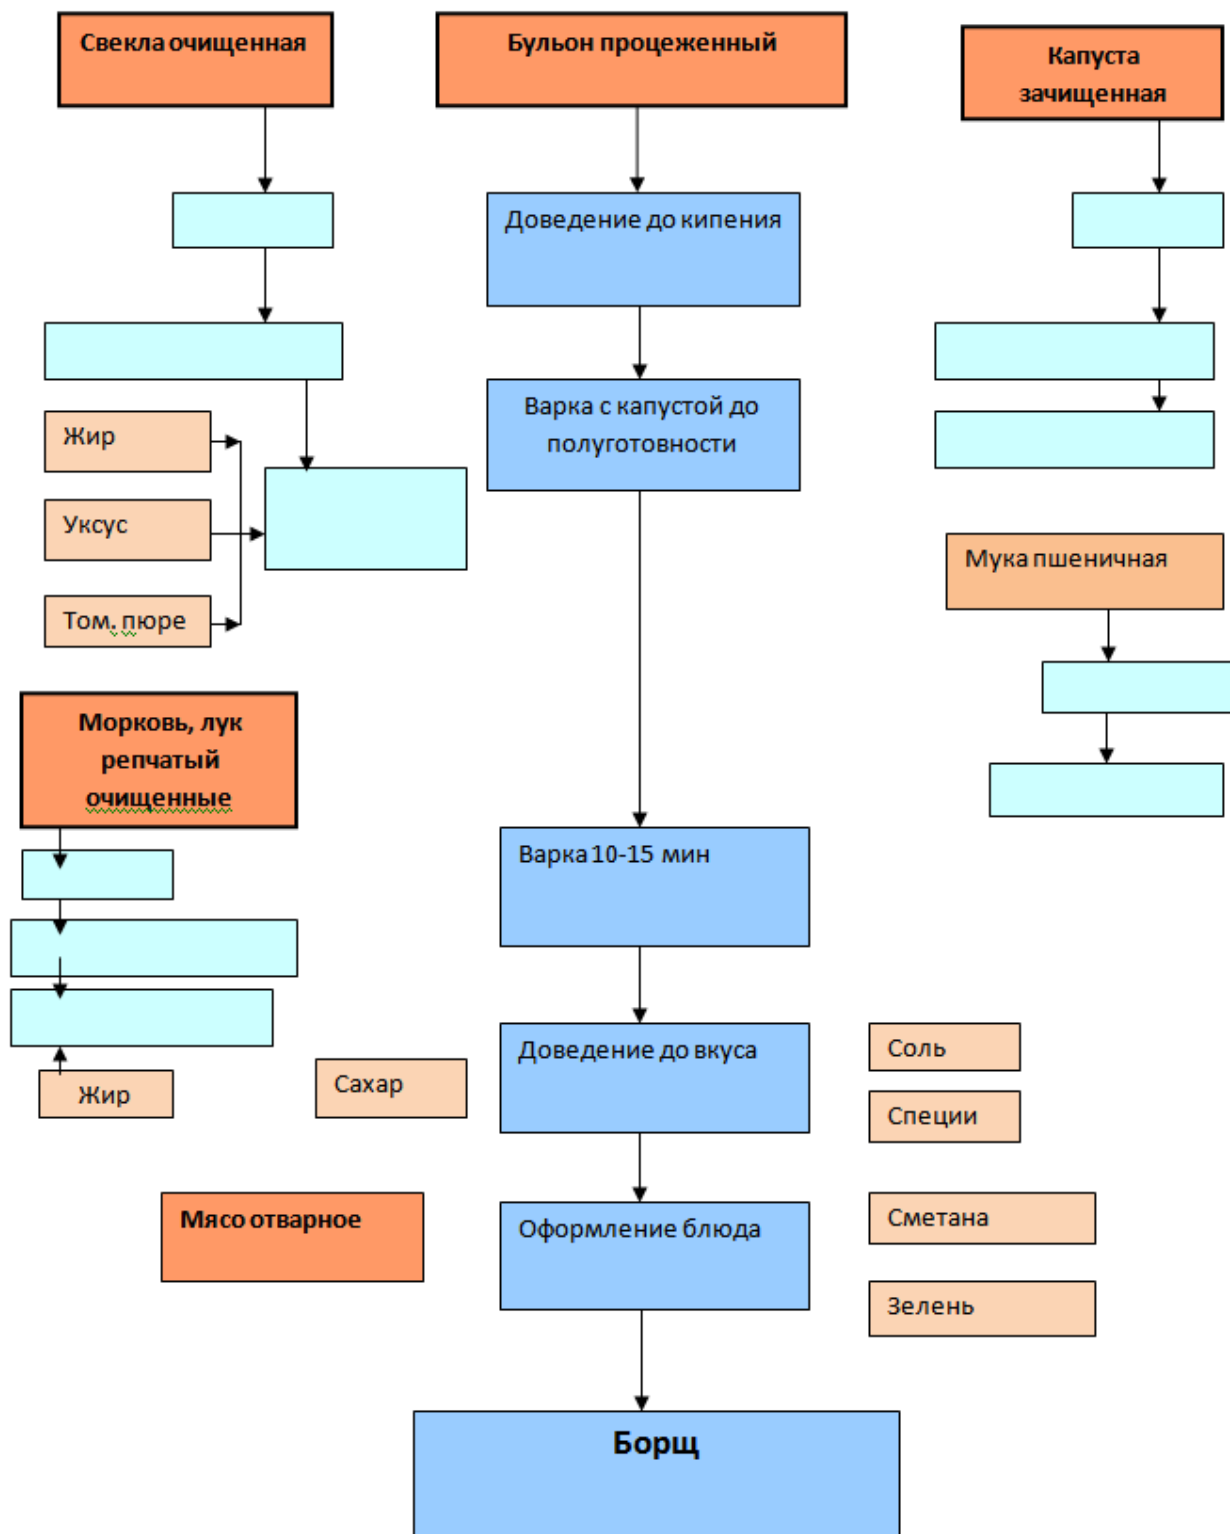 Свекла очищенная
Бульон процеженный
Капуста
зачищенная
Доведение до кипения
Варка с капустой до
полуготовности
Жир
Уксус
Том. пюре
Мука пшеничная
Морковь, лук
репчатый
очищенные
Варка 10-15 мин
Доведение до вкуса
Соль
Сахар
Жир
Специи
Мясо отварное
Оформление блюда
Сметана
Зелень
Борщ